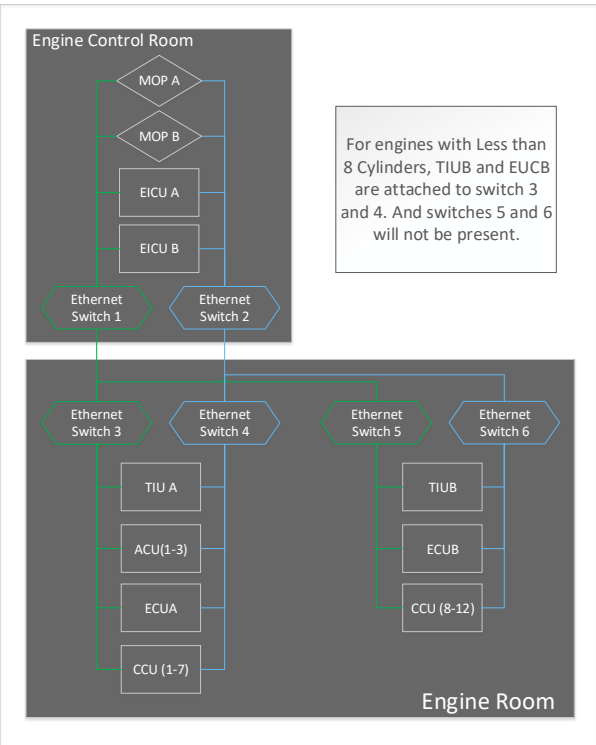 Engine Control Room
MOP A
MOP B
EICU A
EICU B
Ethernet
Switch 1
Ethernet
Switch 2
For engines with Less than
8 Cylinders, TIUB and EUCB
are attached to switch 3
and 4. And switches 5 and 6
will not be present.
Ethernet
Switch 3
Ethernet
Switch 4
Ethernet
Switch 5
Ethernet
Switch 6
TIU A
ACU(1-3)
ECUA
CCU (1-7)
TIUB
ECUB
CCU (8-12)
Engine Room